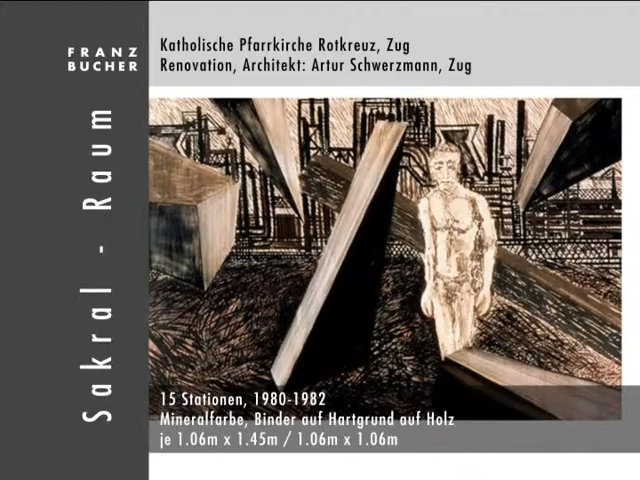 FRANZ
BUCHER
Sakral - Raum
Katholische Pfarrkirche Rotkreuz, Zug
Renovation, Architekt: Artur Schwerzmann, Zug
15 Stationen, 1980-1982
Mineralfarbe, Binder auf Hartgrund auf Holz
je 1.06m x 1.45m / 1.06m x 1.06m